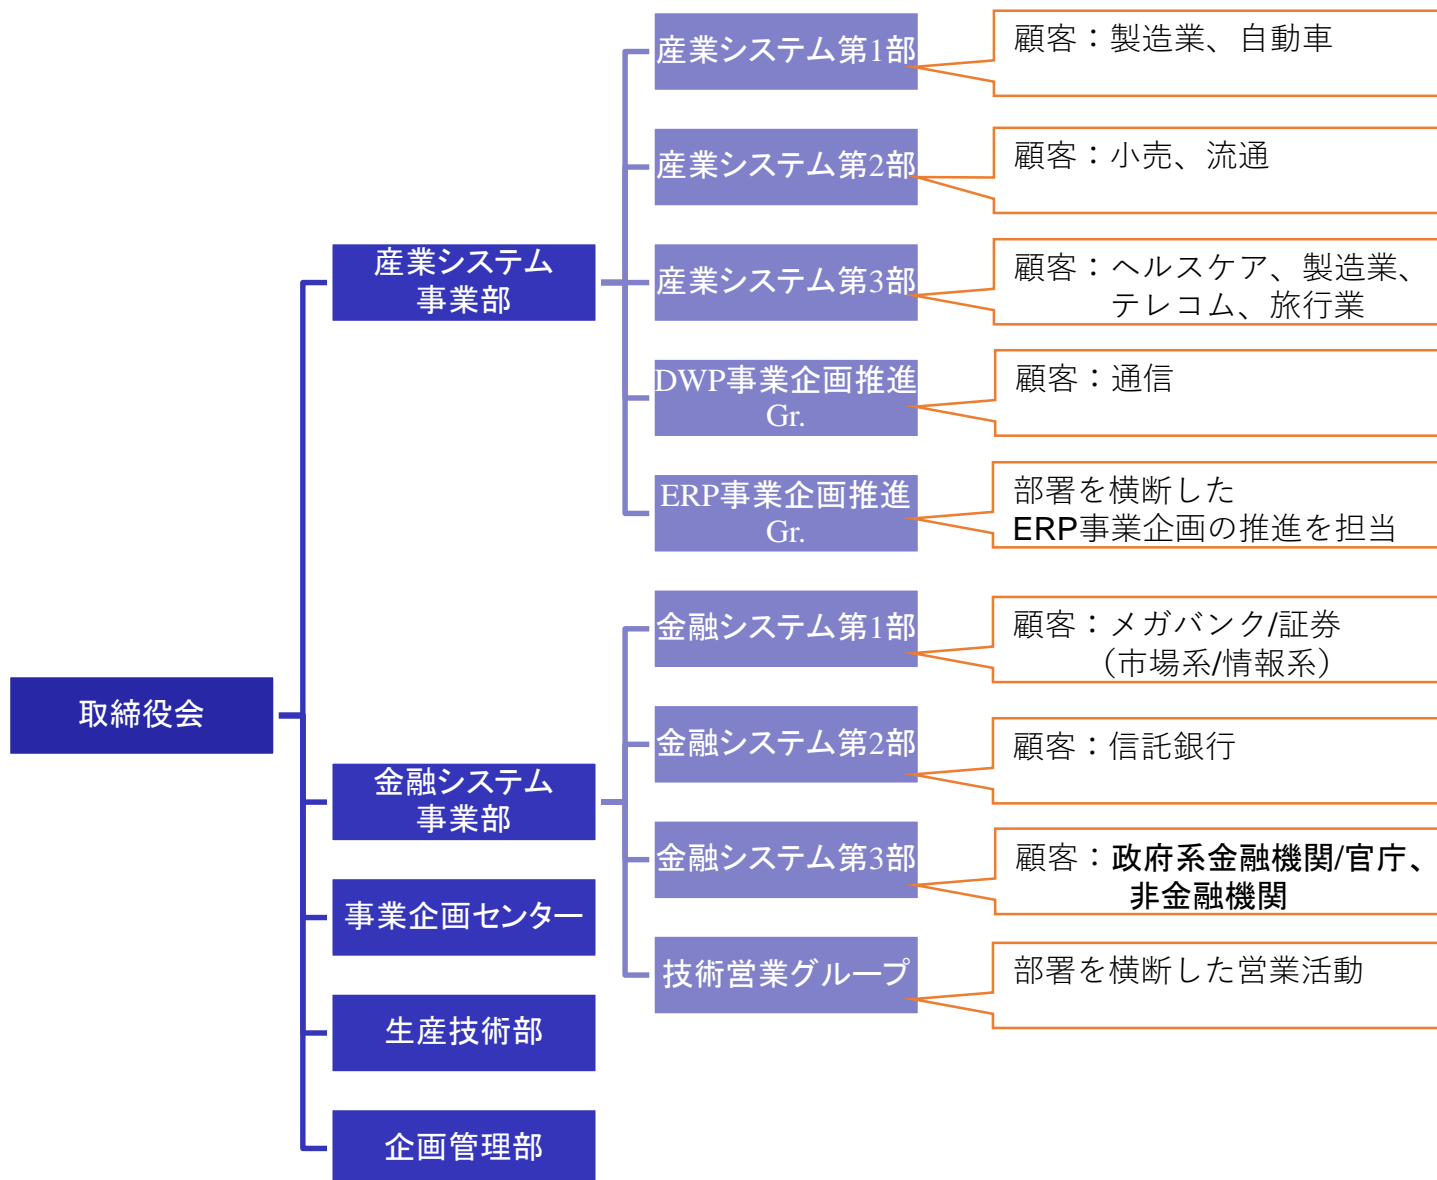 取締役会
産業システム
事業部
産業システム第1部
顧客：製造業、自動車
産業システム第2部
顧客：小売、流通
産業システム第3部
顧客：ヘルスケア、製造業、
テレコム、旅行業
DWP事業企画推進
Gr.
顧客：通信
ERP事業企画推進
Gr.
部署を横断した
ERP事業企画の推進を担当
金融システム
事業部
金融システム第1部
顧客：メガバンク/証券
（市場系/情報系）
金融システム第2部
顧客：信託銀行
金融システム第3部
顧客：政府系金融機関/官庁、
非金融機関
技術営業グループ
部署を横断した営業活動
事業企画センター
生産技術部
企画管理部